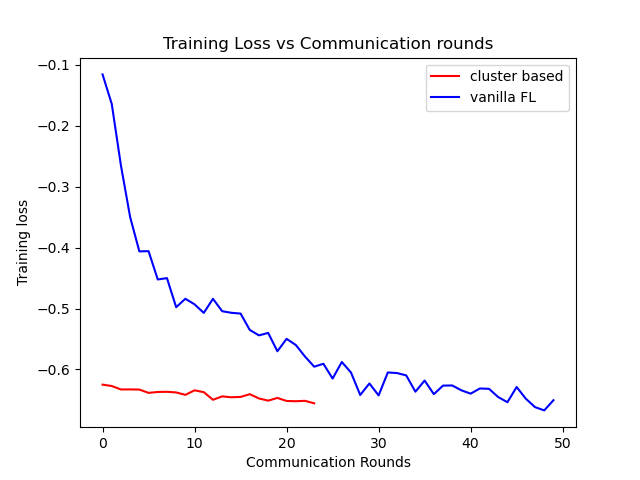 Training Loss vs Communication rounds
cluster based
vanilla FL
−0.1
−0.2
−0.3
−0.4
−0.5
−0.6
Training loss
0 10 20 30 40 50
Communication Rounds